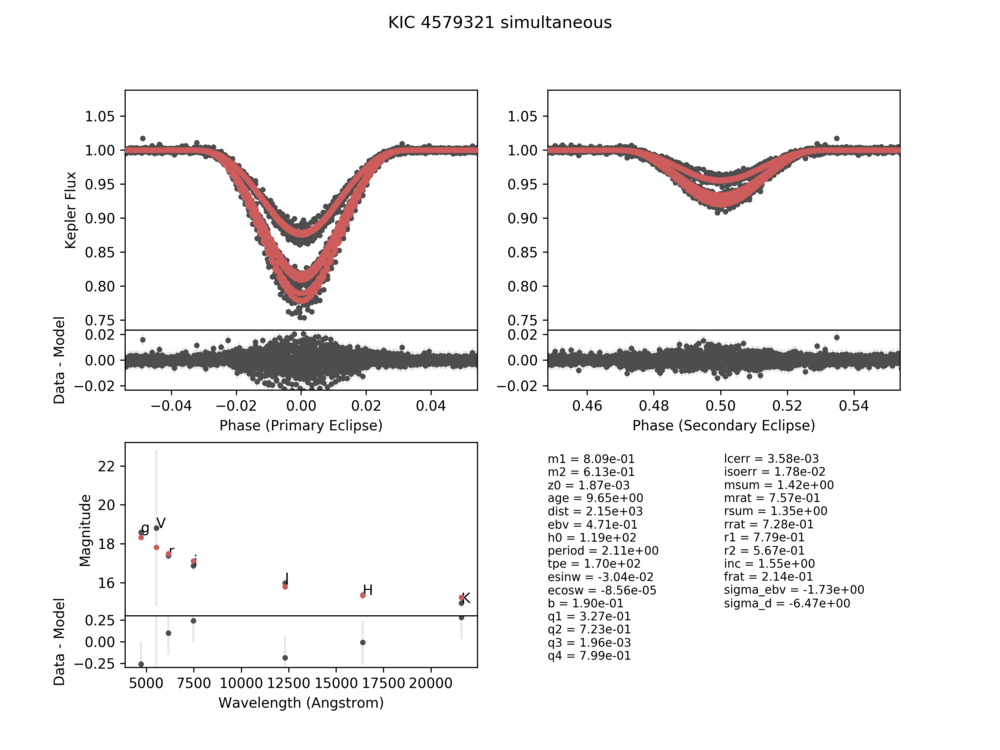 KIC 4579321 simultaneous
1.05
1.00
0.95
0.90
0.85
0.80
0.75
Kepler Flux
0.02
0.00
−0.02
Data - Model
−0.04 −0.02 0.00 0.02 0.04
Phase (Primary Eclipse)
1.05
1.00
0.95
0.90
0.85
0.80
0.75
0.02
0.00
−0.02
0.46 0.48 0.50 0.52 0.54
Phase (Secondary Eclipse)
22
20
18
16
Magnitude
g V r i J H K
0.25
0.00
−0.25
Data - Model
5000 7500 10000 12500 15000 17500 20000
Wavelength (Angstrom)
m1 = 8.09e-01
m2 = 6.13e-01
z0 = 1.87e-03
age = 9.65e+00
dist = 2.15e+03
ebv = 4.71e-01
h0 = 1.19e+02
period = 2.11e+00
tpe = 1.70e+02
esinw = -3.04e-02
ecosw = -8.56e-05
b = 1.90e-01
q1 = 3.27e-01
q2 = 7.23e-01
q3 = 1.96e-03
q4 = 7.99e-01
lcerr = 3.58e-03
isoerr = 1.78e-02
msum = 1.42e+00
mrat = 7.57e-01
rsum = 1.35e+00
rrat = 7.28e-01
r1 = 7.79e-01
r2 = 5.67e-01
inc = 1.55e+00
frat = 2.14e-01
sigma_ebv = -1.73e+00
sigma_d = -6.47e+00